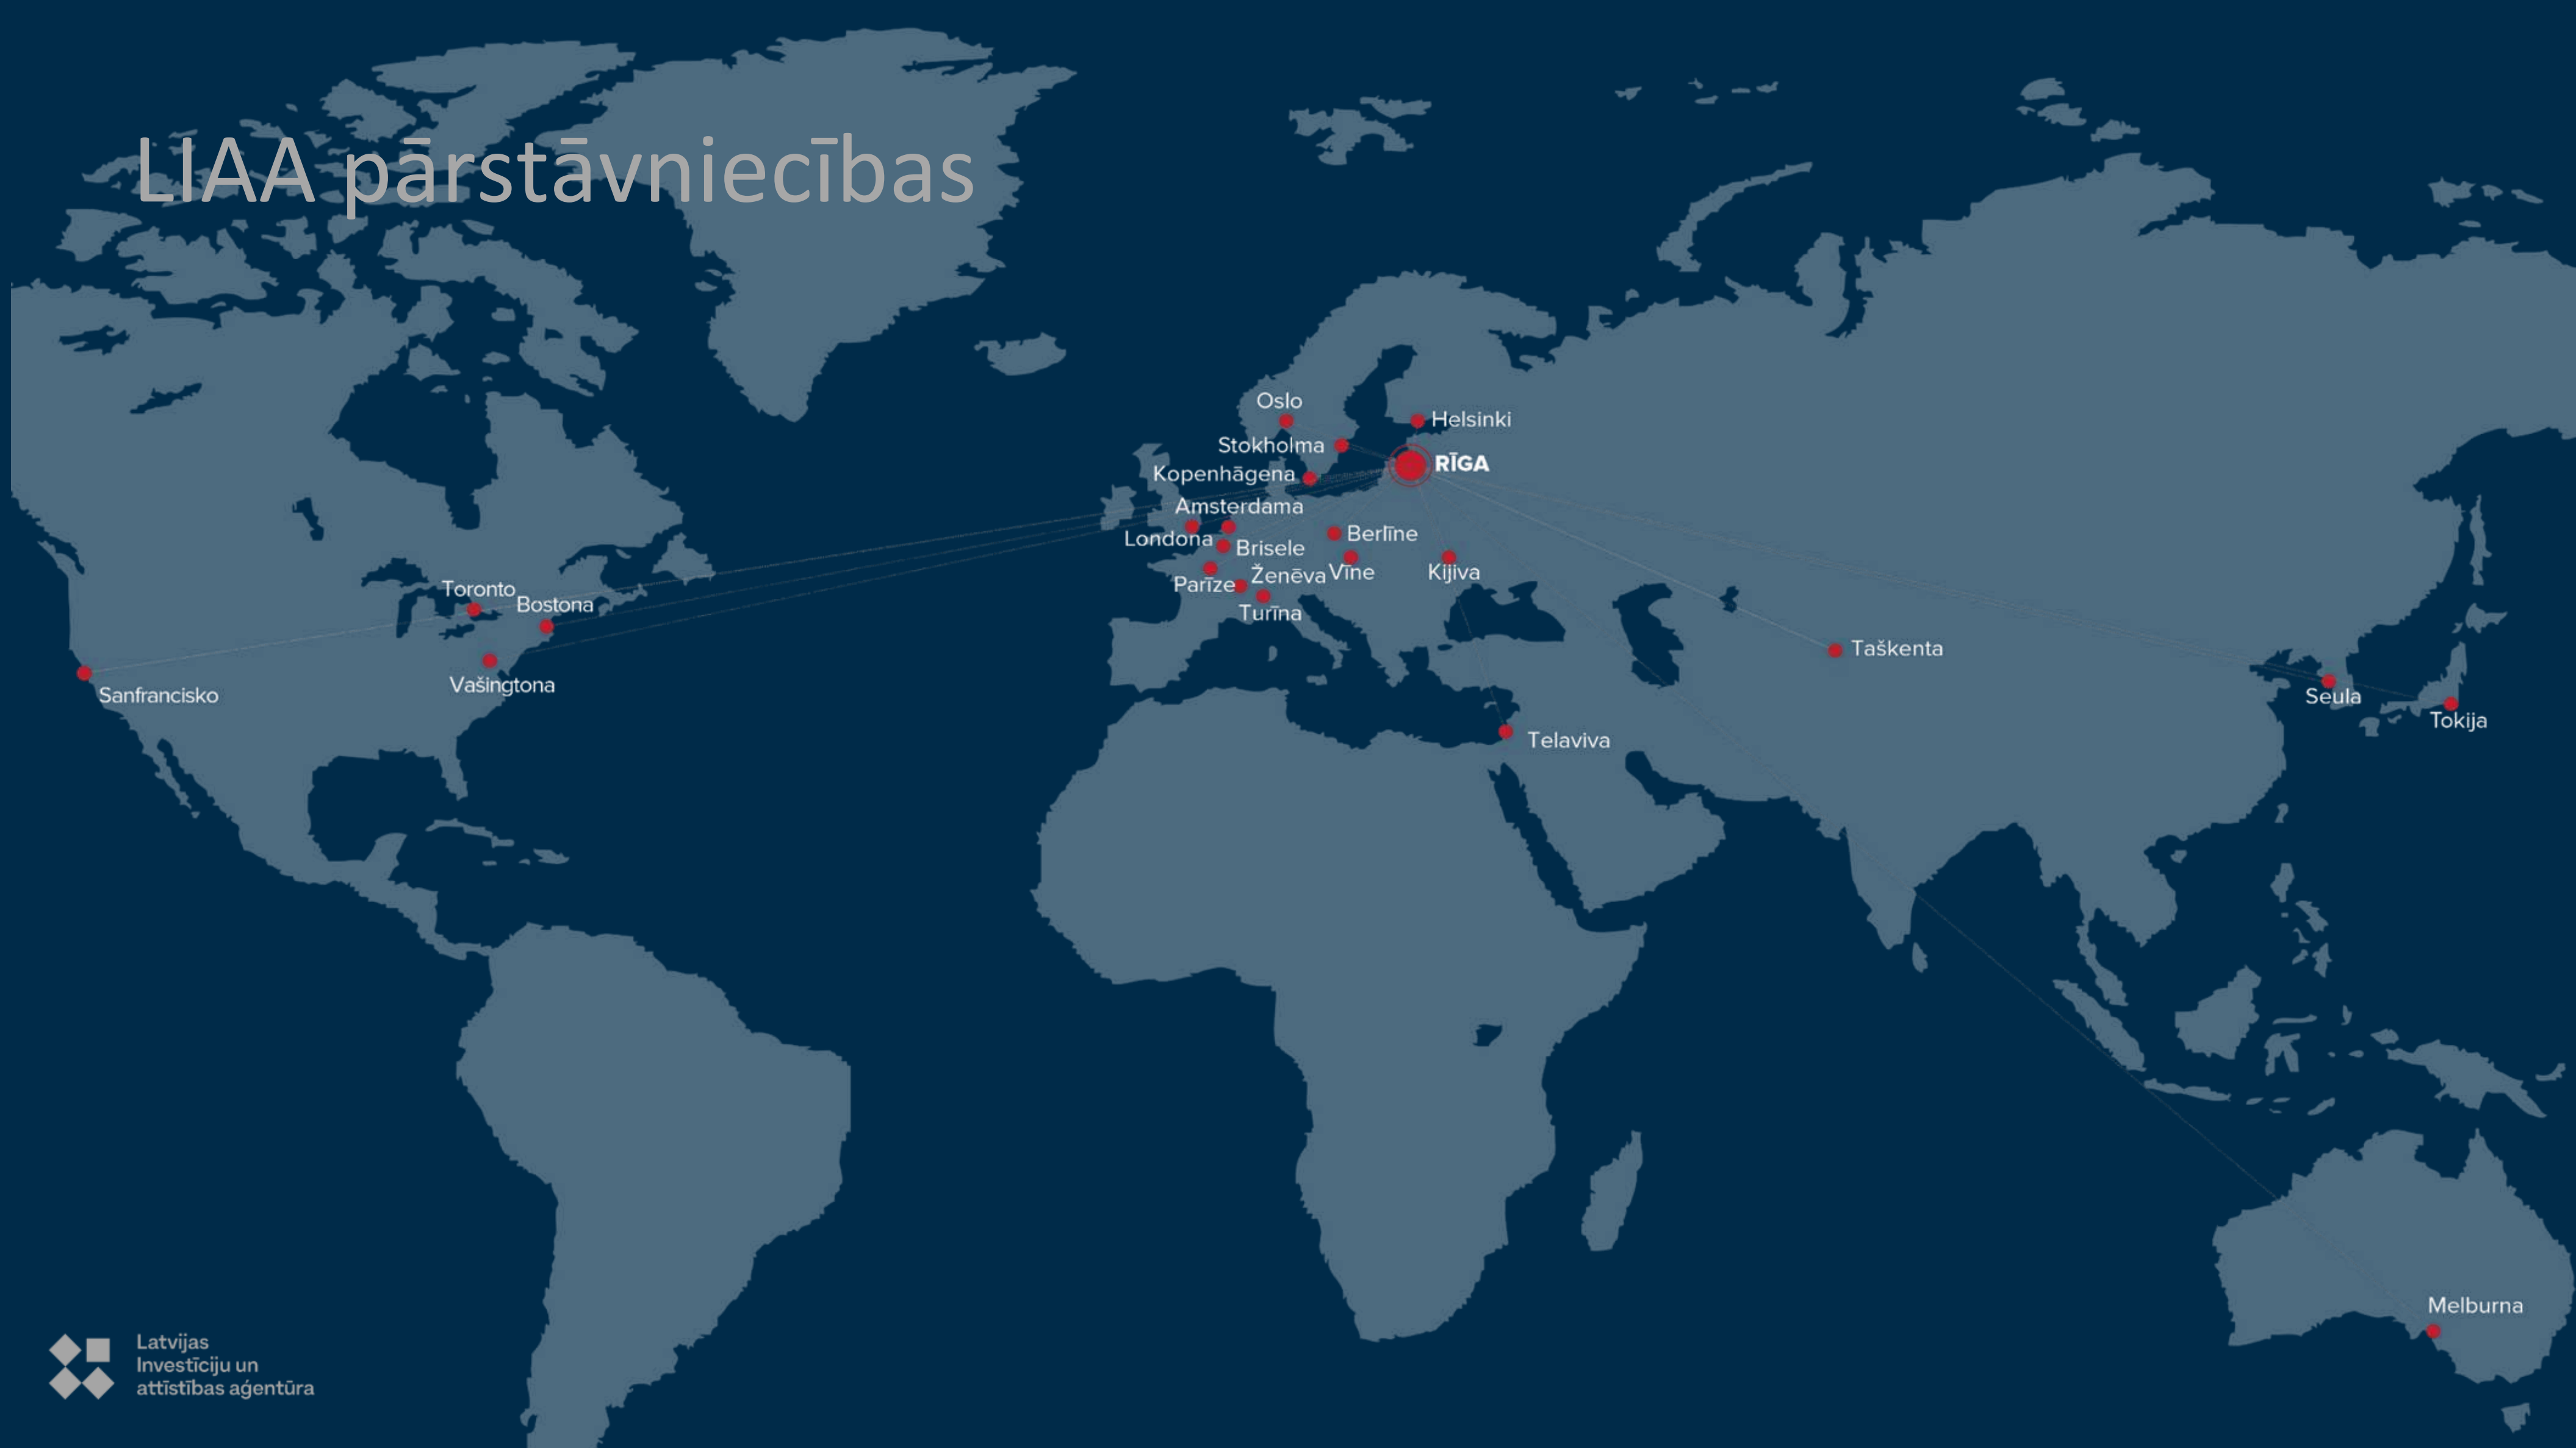 LIAA pārstāvniecības
Oslo
Helsinki
Stokholma
RĪGA
Kopenhāgena
Amsterdama
Londona
Berlīne
Brisele
Parīze
Ženēva
Vīne
Kijiva
Turīna
Toronto
Bostona
Vašingtona
Sanfrancisko
Taškenta
Seula
Tokija
Telaviva
Melburna
Latvijas
Investīciju un
attīstības aģentūra